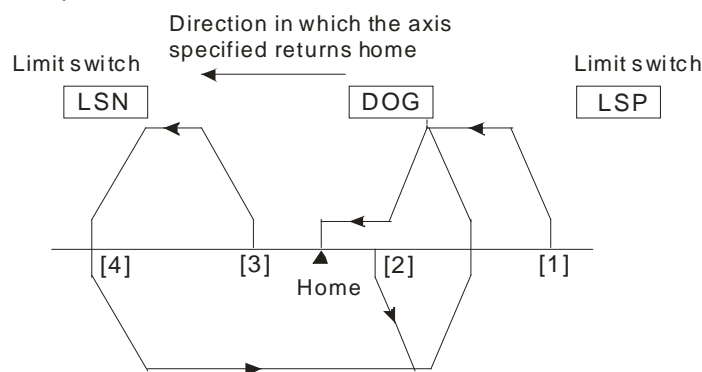 Direction in which the axis
specified returns home
Limit switch
Limit switch
LSN
DOG
LSP
[4]
[3]
[2]
[1]
Home